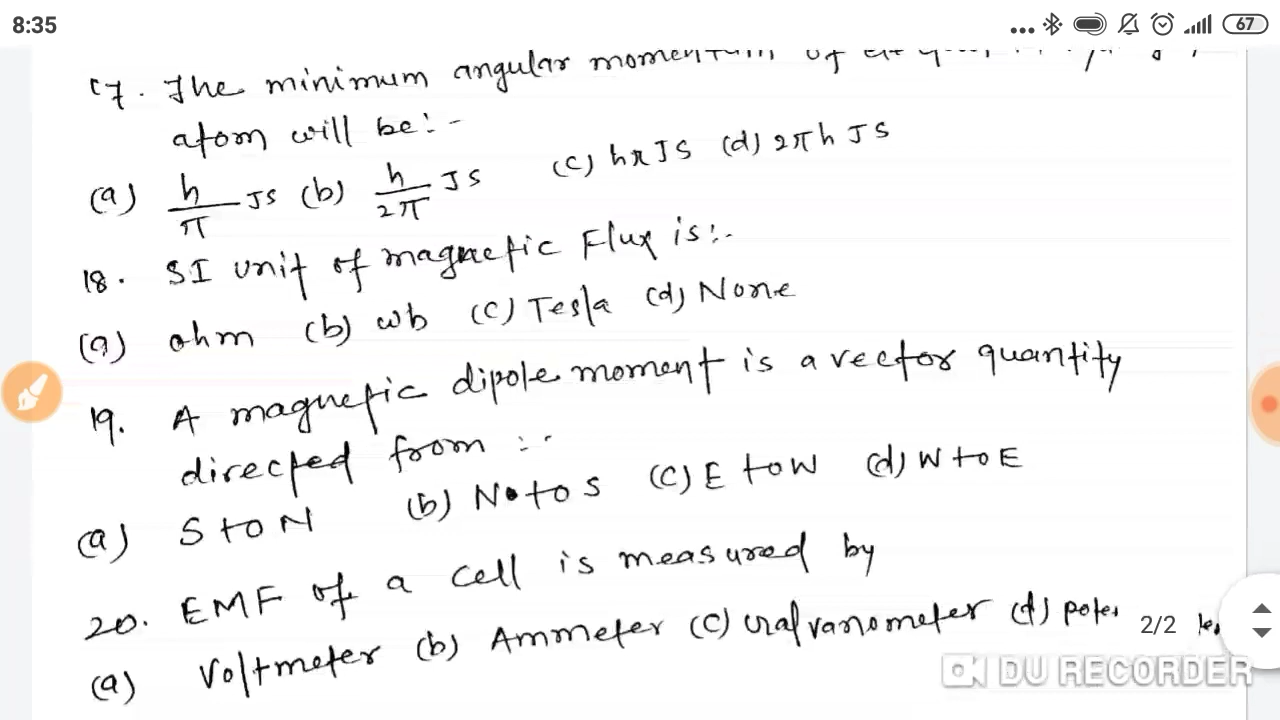 8:35
67
17. The minimum angular momentum of
atom will be:-
(a) h/π JS (b) h/2π JS (c) hπ JS (d) 2πh JS
18. SI unit of magnetic Flux is:-
(a) ohm (b) wb (c) Tesla (d) None
19. A magnetic dipole moment is a vector quantity
directed from :-
(a) S to N (b) N to S (c) E to W (d) W to E
20. EMF of a cell is measured by
(a) Voltmeter (b) Ammeter (c) Galvanometer (d)
2/2
DU RECORDER